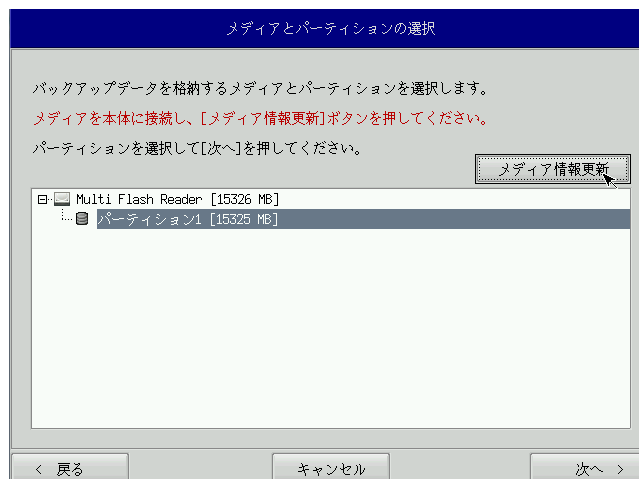 メディアとパーティションの選択
バックアップデータを格納するメディアとパーティションを選択します。
メディアを本体に接続し、[メディア情報更新]ボタンを押してください。
パーティションを選択して[次へ]を押してください。
メディア情報更新
Multi Flash Reader [15326 MB]
パーティション1 [15325 MB]
< 戻る
キャンセル
次へ >